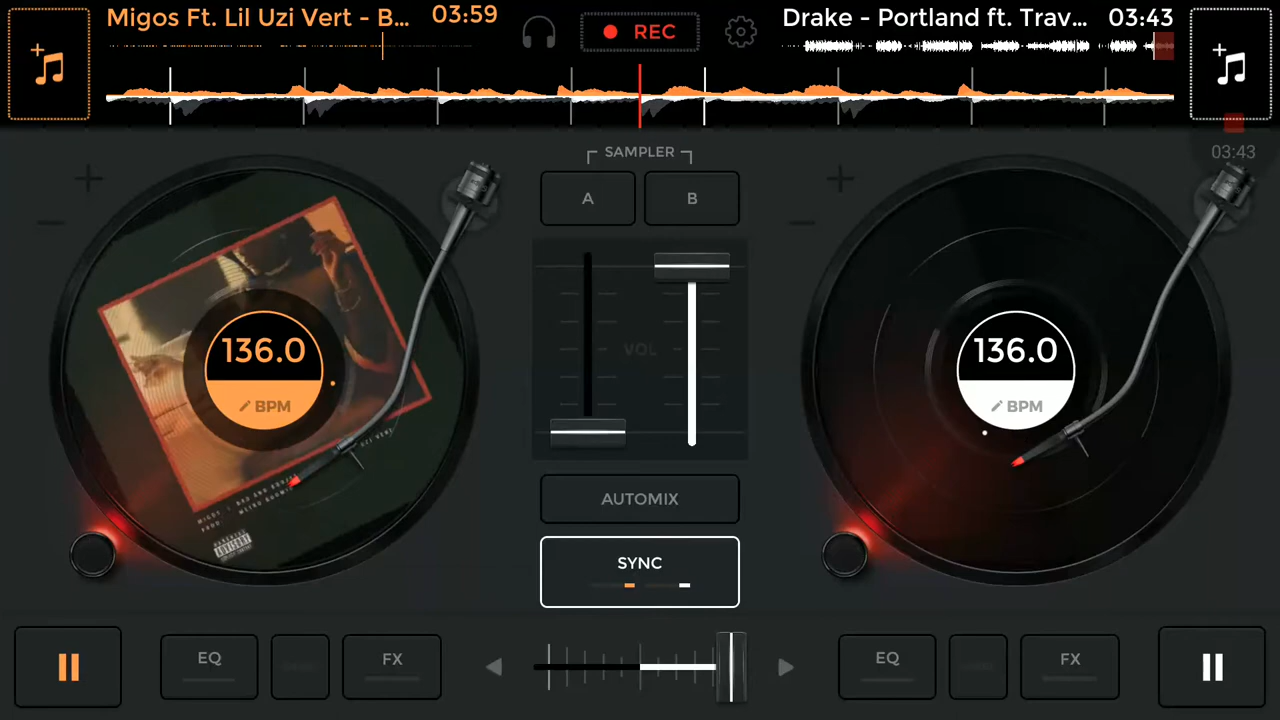 Migos Ft. Lil Uzi Vert - B...
03:59
REC
Drake - Portland ft. Trav...
03:43
SAMPLER
03:43
A
B
VOL
136.0
BPM
136.0
BPM
AUTOMIX
SYNC
EQ
FX
EQ
FX